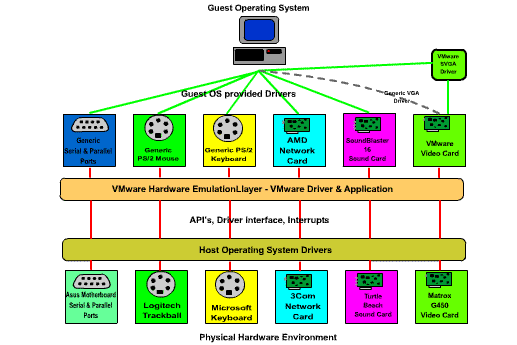 Guest Operating System
VMware
SVGA
Driver
Guest OS provided Drivers
Generic VGA
Driver
Generic
Serial & Parallel
Ports
Generic
PS/2 Mouse
Generic PS/2
Keyboard
AMD
Network
Card
SoundBlaster
16
Sound Card
VMware
Video Card
VMware Hardware EmulationLlayer - VMware Driver & Application
API's, Driver interface, Interrupts
Host Operating System Drivers
Asus Motherboard
Serial & Parallel
Ports
Logitech
Trackball
Microsoft
Keyboard
3Com
Network
Card
Turtle
Beach
Sound Card
Matrox
G450
Video Card
Physical Hardware Environment